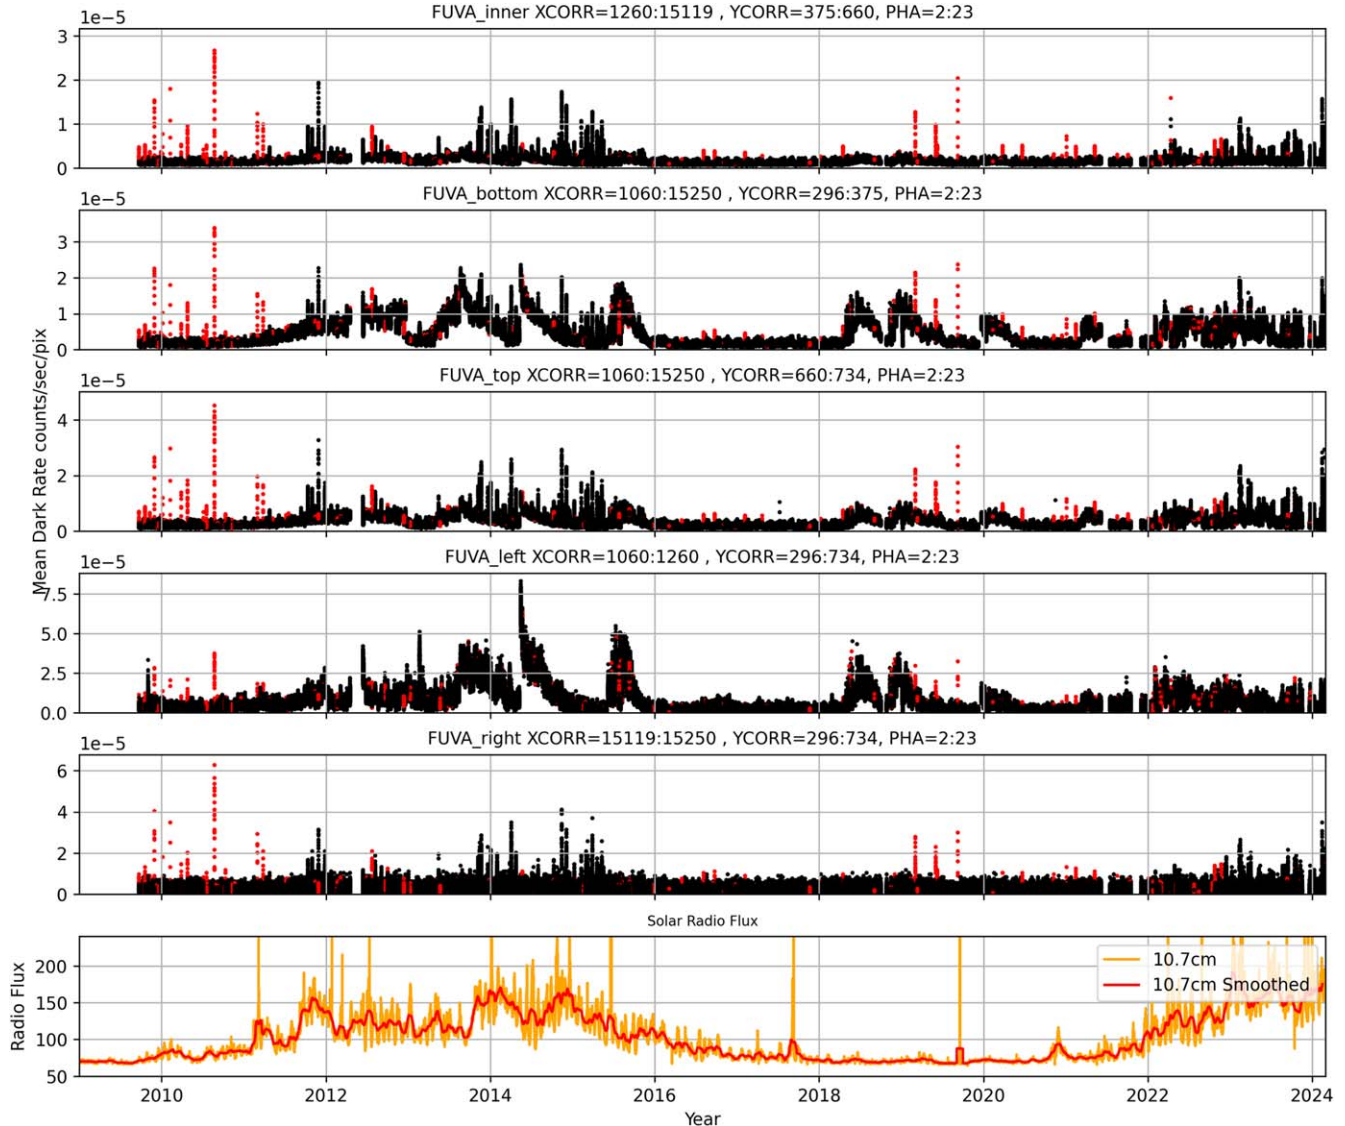 FUVA_inner XCORR=1260:15119 , YCORR=375:660, PHA=2:23
1e−5
3
2
1
0
FUVA_bottom XCORR=1060:15250 , YCORR=296:375, PHA=2:23
1e−5
3
2
1
0
FUVA_top XCORR=1060:15250 , YCORR=660:734, PHA=2:23
1e−5
4
2
0
Mean Dark Rate counts/sec/pix
FUVA_left XCORR=1060:1260 , YCORR=296:734, PHA=2:23
1e−5
7.5
5.0
2.5
0.0
FUVA_right XCORR=15119:15250 , YCORR=296:734, PHA=2:23
1e−5
6
4
2
0
Solar Radio Flux
200
150
100
50
Radio Flux
10.7cm
10.7cm Smoothed
2010 2012 2014 2016 2018 2020 2022 2024
Year